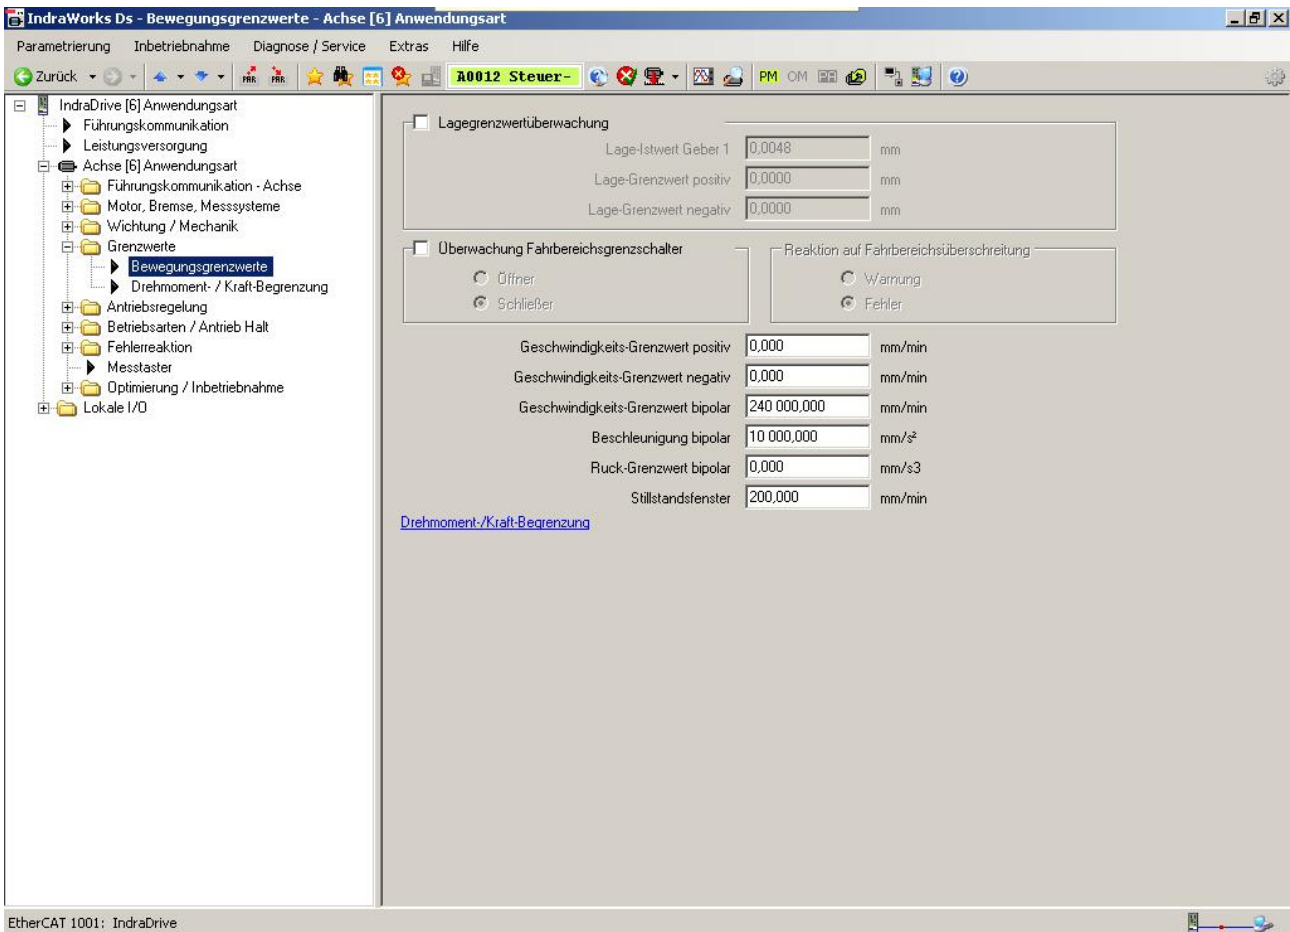 IndraWorks Ds - Bewegungsgrenzwerte - Achse [6] Anwendungsart
Parametrierung Inbetriebnahme Diagnose / Service Extras Hilfe
Zurück PAR PAR A0012 Steuer- PM OM
IndraDrive [6] Anwendungsart
Führungskommunikation
Leistungsversorgung
Achse [6] Anwendungsart
Führungskommunikation - Achse
Motor, Bremse, Messsysteme
Wichtung / Mechanik
Grenzwerte
Bewegungsgrenzwerte
Drehmoment- / Kraft-Begrenzung
Antriebsregelung
Betriebsarten / Antrieb Halt
Fehlerreaktion
Messtaster
Optimierung / Inbetriebnahme
Lokale I/O
Lagegrenzwertüberwachung
Lage-Istwert Geber 1 0,0048 mm
Lage-Grenzwert positiv 0,0000 mm
Lage-Grenzwert negativ 0,0000 mm
Überwachung Fahrbereichsgrenzschalter
Öffner
Schließer
Reaktion auf Fahrbereichsüberschreitung
Warnung
Fehler
Geschwindigkeits-Grenzwert positiv 0,000 mm/min
Geschwindigkeits-Grenzwert negativ 0,000 mm/min
Geschwindigkeits-Grenzwert bipolar 240 000,000 mm/min
Beschleunigung bipolar 10 000,000 mm/s²
Ruck-Grenzwert bipolar 0,000 mm/s3
Stillstandsfenster 200,000 mm/min
Drehmoment-/Kraft-Begrenzung
EtherCAT 1001: IndraDrive